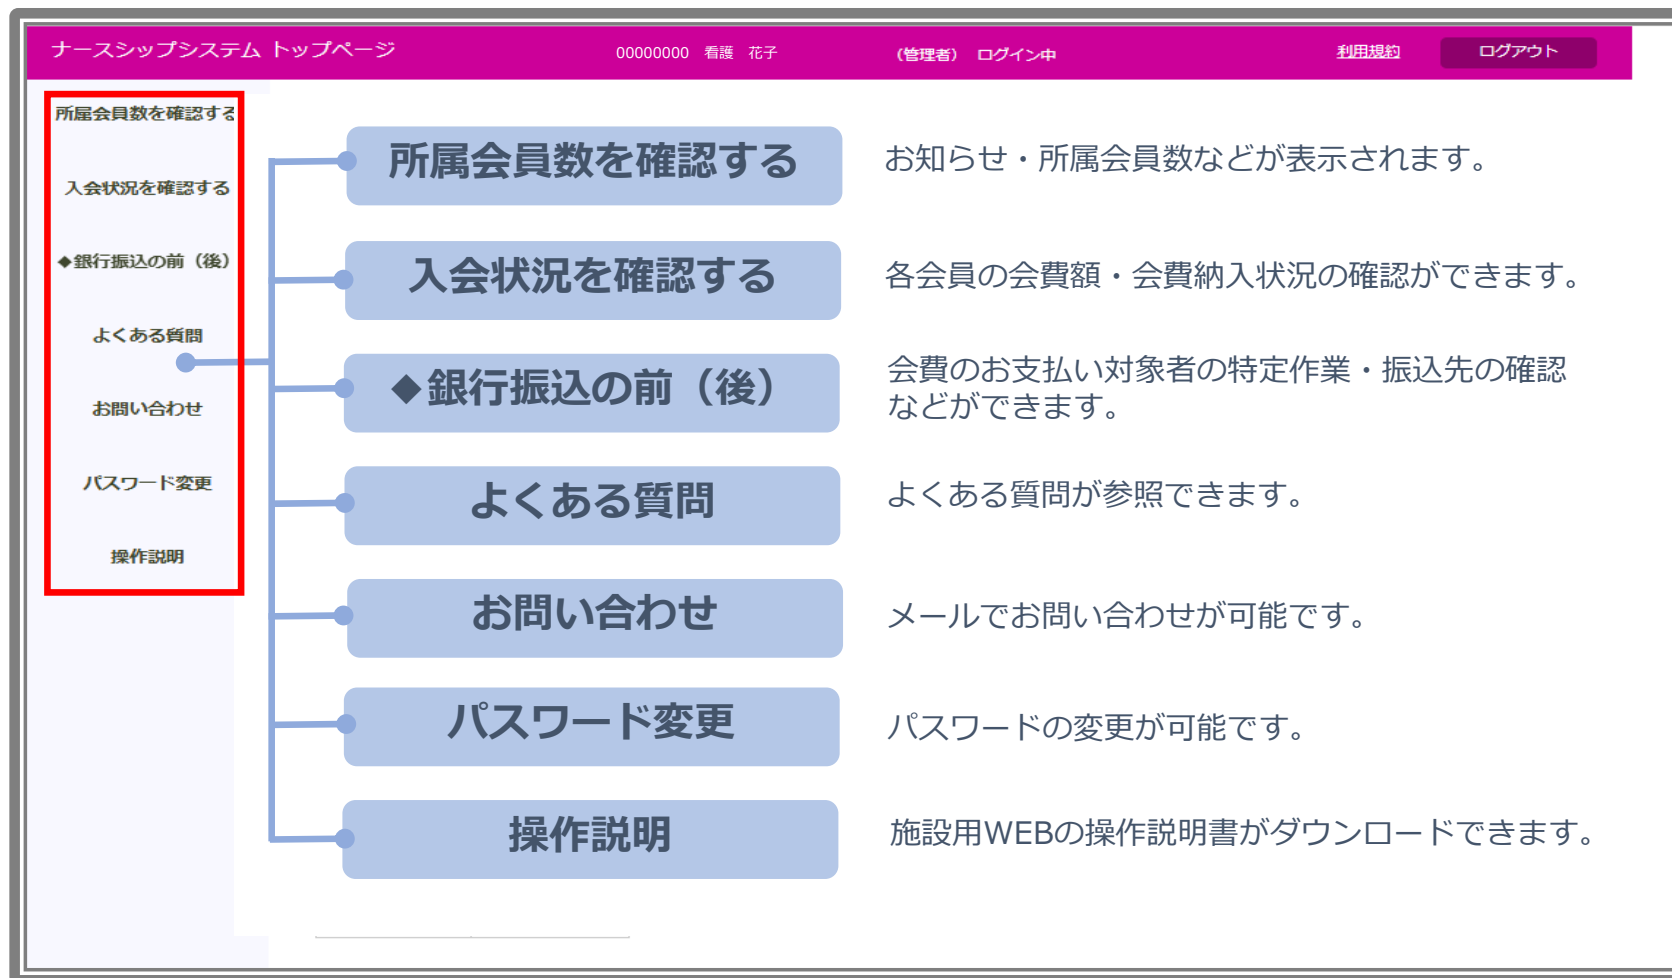 ナースシップシステム トップページ
00000000 看護 花子
（管理者） ログイン中
利用規約
ログアウト
所属会員数を確認する
入会状況を確認する
◆銀行振込の前（後）
よくある質問
お問い合わせ
パスワード変更
操作説明
所属会員数を確認する
お知らせ・所属会員数などが表示されます。
入会状況を確認する
各会員の会費額・会費納入状況の確認ができます。
◆銀行振込の前（後）
会費のお支払い対象者の特定作業・振込先の確認
などができます。
よくある質問
よくある質問が参照できます。
お問い合わせ
メールでお問い合わせが可能です。
パスワード変更
パスワードの変更が可能です。
操作説明
施設用WEBの操作説明書がダウンロードできます。